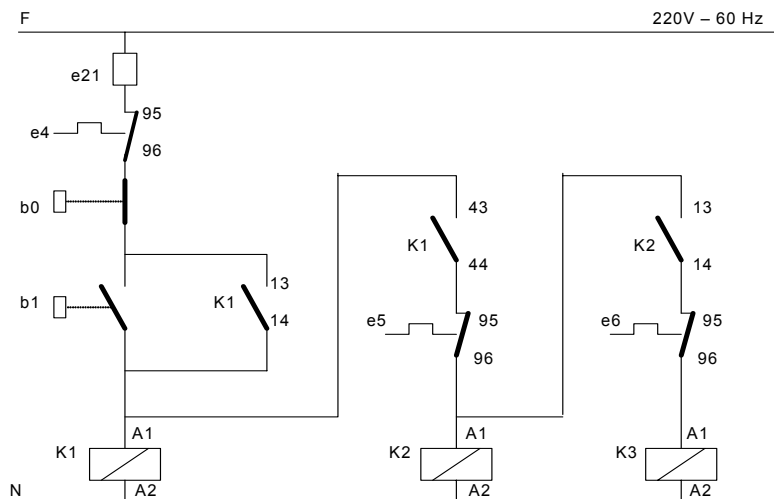 F 220V – 60 Hz
e21
95
e4
96
b0
43 13
K1 K2
44 14
13
b1 K1
14
95 95
e5 e6
96 96
A1 A1 A1
K1 K2 K3
N A2 A2 A2